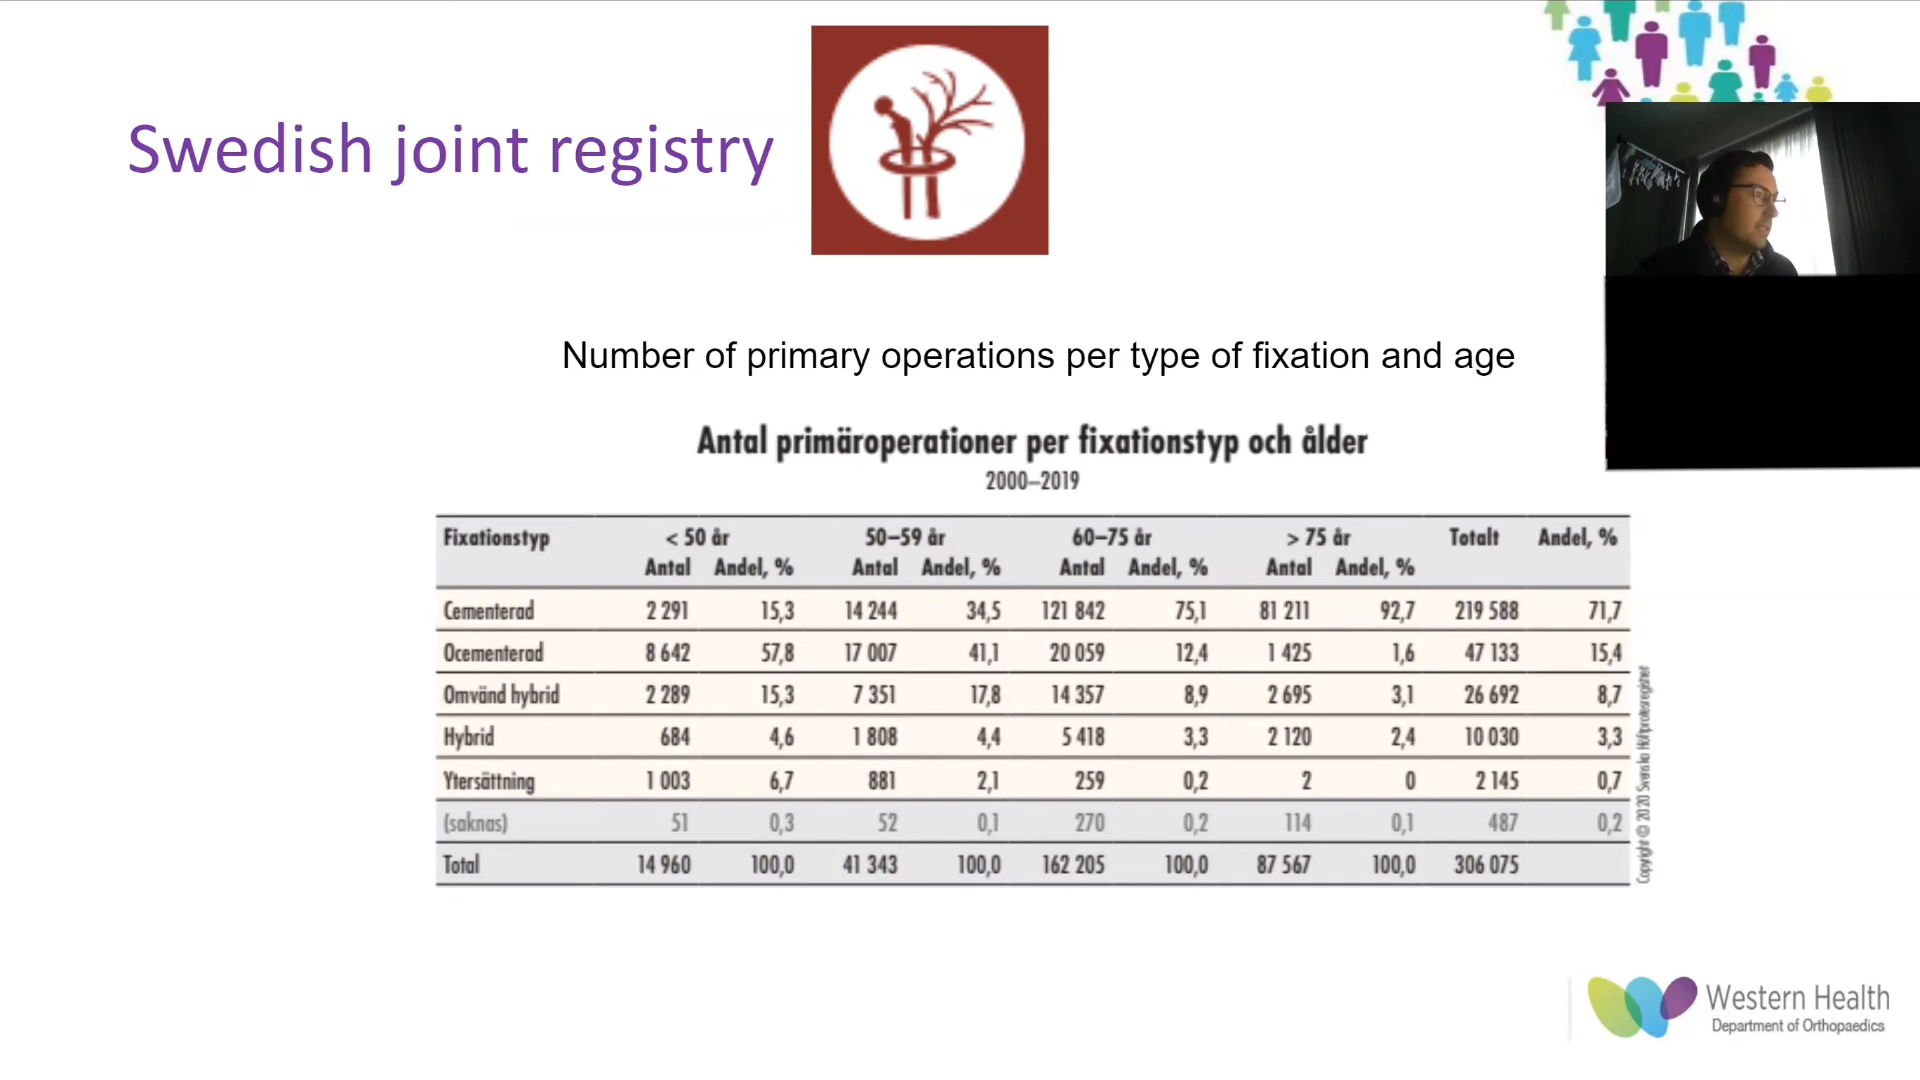 Swedish joint registry
Number of primary operations per type of fixation and age
Antal primäroperationer per fixationstyp och ålder
2000–2019
Fixationstyp < 50 år 50–59 år 60–75 år > 75 år Totalt Andel, %
Antal Andel, % Antal Andel, % Antal Andel, % Antal Andel, %
Cementerad 2 291 15,3 14 244 34,5 121 842 75,1 81 211 92,7 219 588 71,7
Ocementerad 8 642 57,8 17 007 41,1 20 059 12,4 1 425 1,6 47 133 15,4
Omvänd hybrid 2 289 15,3 7 351 17,8 14 357 8,9 2 695 3,1 26 692 8,7
Hybrid 684 4,6 1 808 4,4 5 418 3,3 2 120 2,4 10 030 3,3
Ytersättning 1 003 6,7 881 2,1 259 0,2 2 0 2 145 0,7
(saknas) 51 0,3 52 0,1 270 0,2 114 0,1 487 0,2
Total 14 960 100,0 41 343 100,0 162 205 100,0 87 567 100,0 306 075
Copyright © 2020 Svenska Höftprotesregistret
Western Health
Department of Orthopaedics